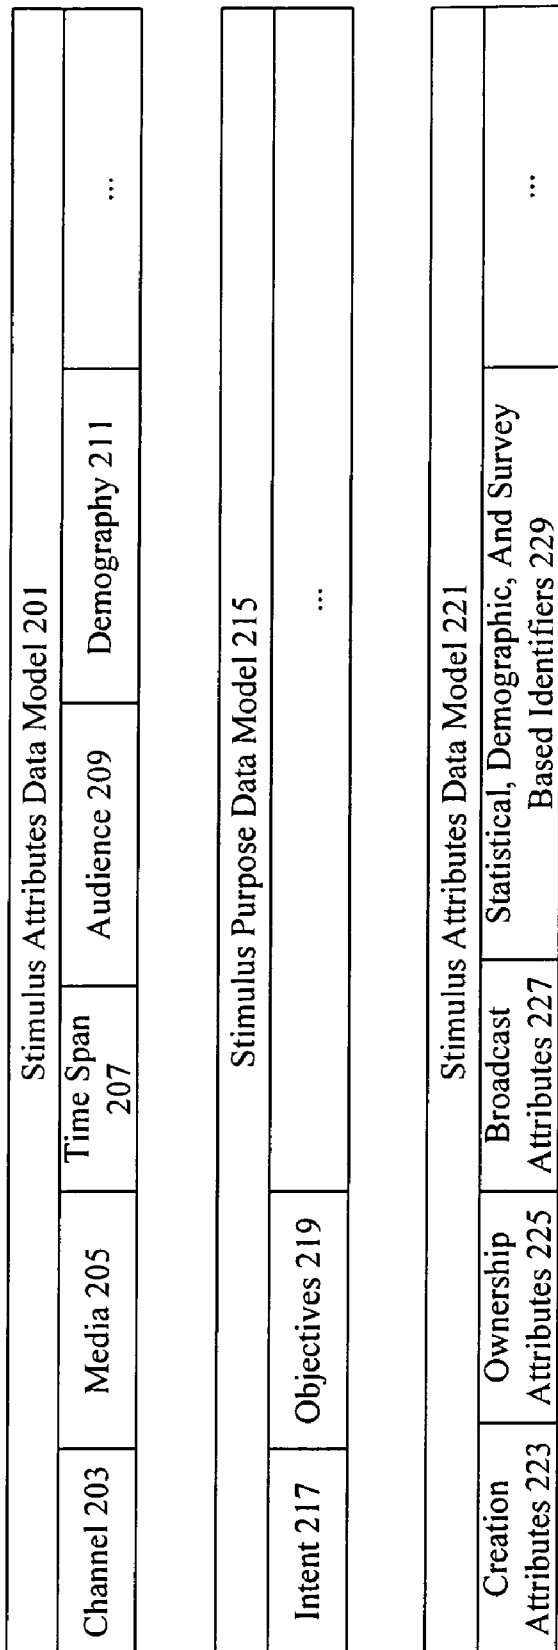 Stimulus Attributes Data Model 201
Channel 203
Media 205
Time Span
207
Audience 209
Demography 211
...
Stimulus Purpose Data Model 215
Intent 217
Objectives 219
...
Stimulus Attributes Data Model 221
Creation
Attributes 223
Ownership
Attributes 225
Broadcast
Attributes 227
Statistical, Demographic, And Survey
Based Identifiers 229
...